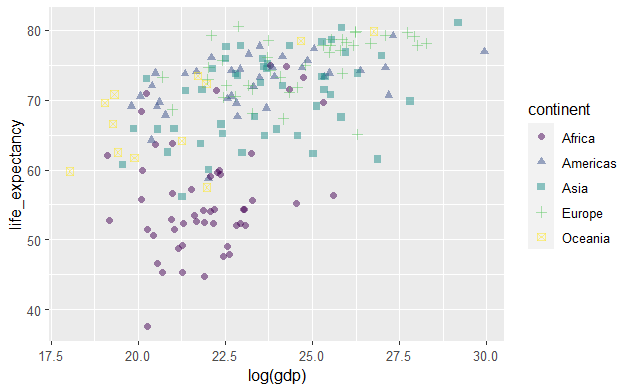 80
70
60
50
40
life_expectancy
17.5
20.0
22.5
25.0
27.5
30.0
log(gdp)
continent
Africa
Americas
Asia
Europe
Oceania